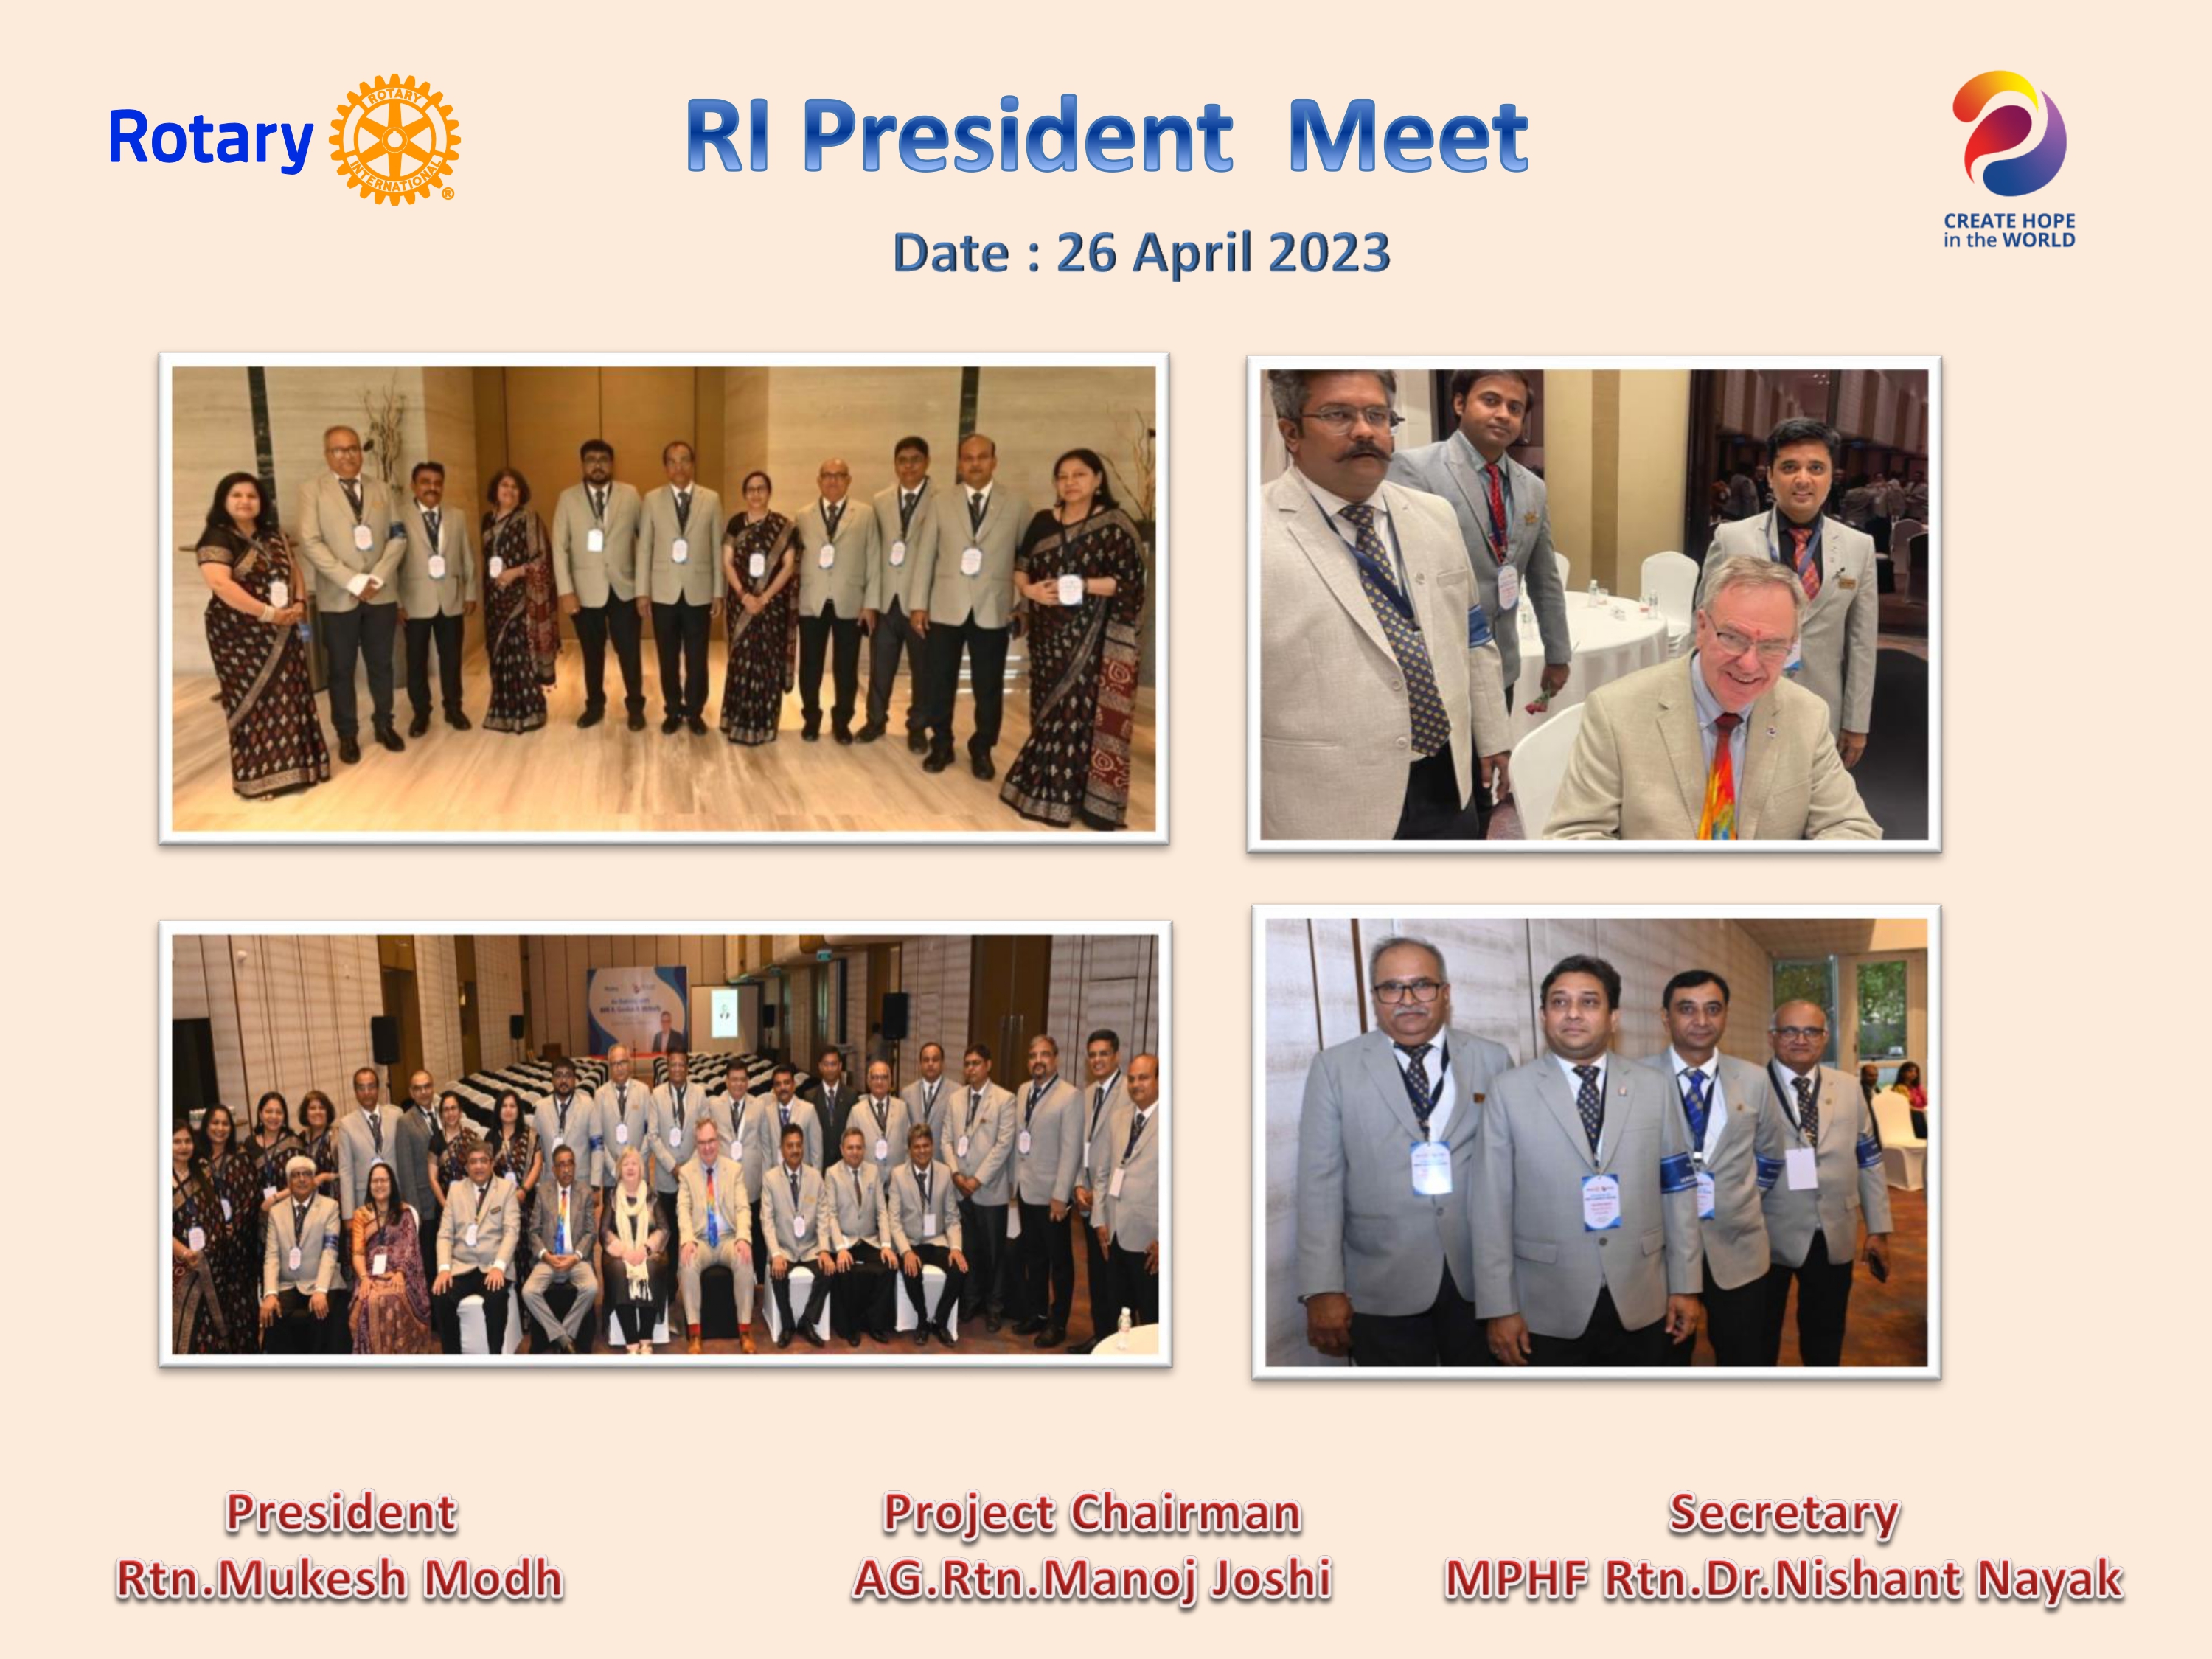 Rotary
ROTARY
INTERNATIONAL
®
RI President Meet
Date : 26 April 2023
CREATE HOPE
in the WORLD
President
Rtn.Mukesh Modh
Project Chairman
AG.Rtn.Manoj Joshi
Secretary
MPHF Rtn.Dr.Nishant Nayak